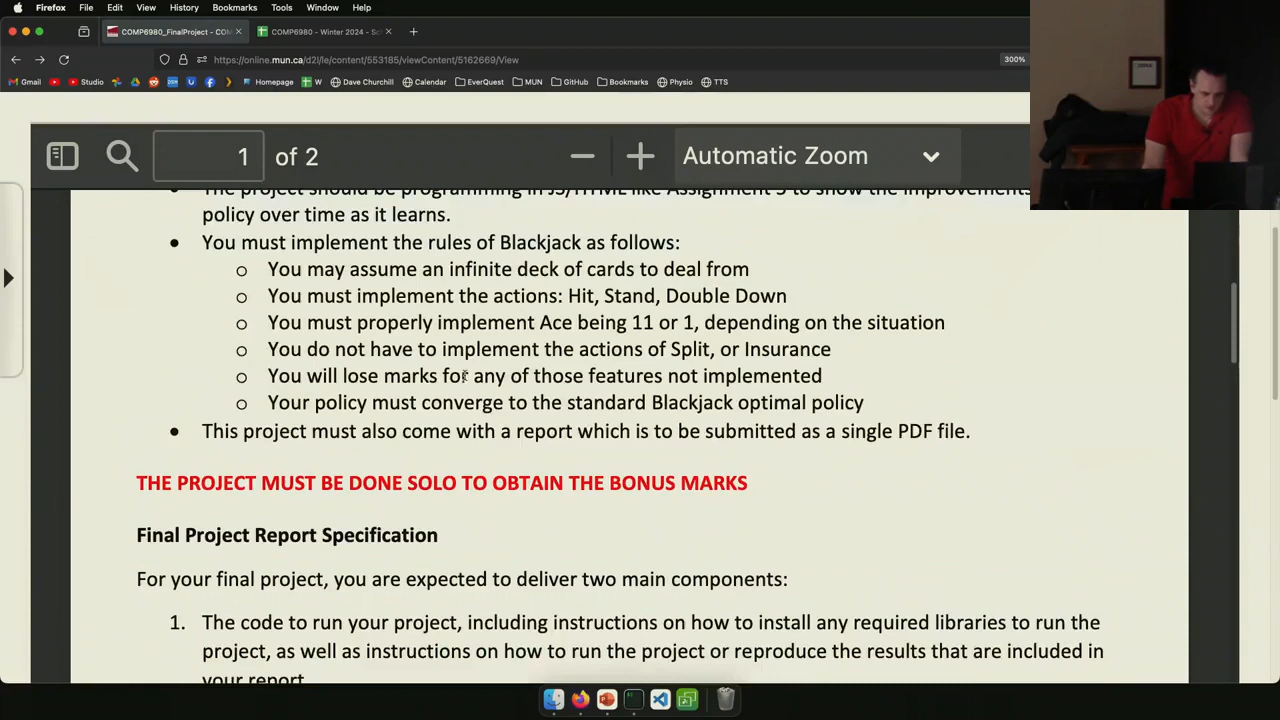 Firefox File Edit View History Bookmarks Tools Window Help
COMP6980_FinalProject - COM COMP6980 - Winter 2024 - Sc
https://online.mun.ca/d2l/le/content/553185/viewContent/5162669/View 300%
Gmail Studio Dave Churchill Calendar EverQuest MUN GitHub Bookmarks Physio TTS Homepage W
1 of 2 Automatic Zoom
policy over time as it learns.
• You must implement the rules of Blackjack as follows:
o You may assume an infinite deck of cards to deal from
o You must implement the actions: Hit, Stand, Double Down
o You must properly implement Ace being 11 or 1, depending on the situation
o You do not have to implement the actions of Split, or Insurance
o You will lose marks for any of those features not implemented
o Your policy must converge to the standard Blackjack optimal policy
• This project must also come with a report which is to be submitted as a single PDF file.
THE PROJECT MUST BE DONE SOLO TO OBTAIN THE BONUS MARKS
Final Project Report Specification
For your final project, you are expected to deliver two main components:
1. The code to run your project, including instructions on how to install any required libraries to run the
project, as well as instructions on how to run the project or reproduce the results that are included in
your report